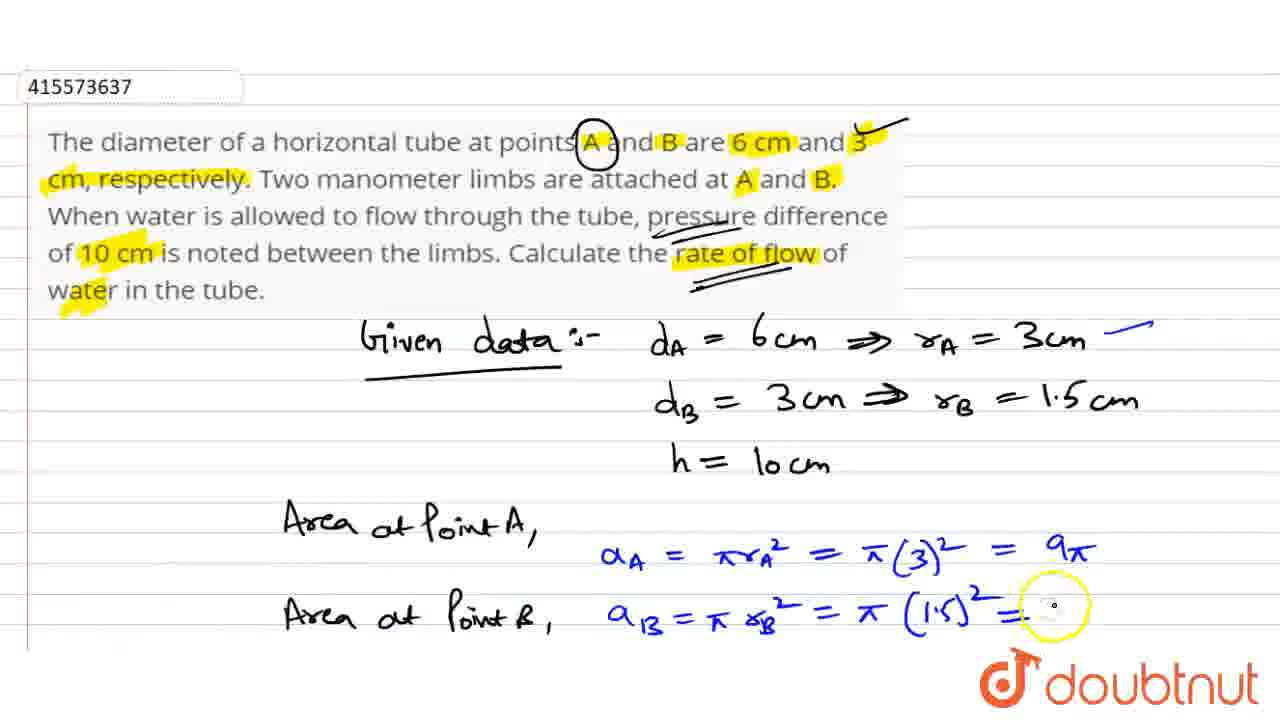 415573637
The diameter of a horizontal tube at points A and B are 6 cm and 3
cm, respectively. Two manometer limbs are attached at A and B.
When water is allowed to flow through the tube, pressure difference
of 10 cm is noted between the limbs. Calculate the rate of flow of
water in the tube.
Given data :- dA = 6cm ⇒ rA = 3cm
dB = 3cm ⇒ rB = 1.5cm
h = 10cm
Area at Point A,
aA = πrA² = π(3)² = 9π
Area at Point B, aB = π rB² = π (1.5)² =
doubtnut